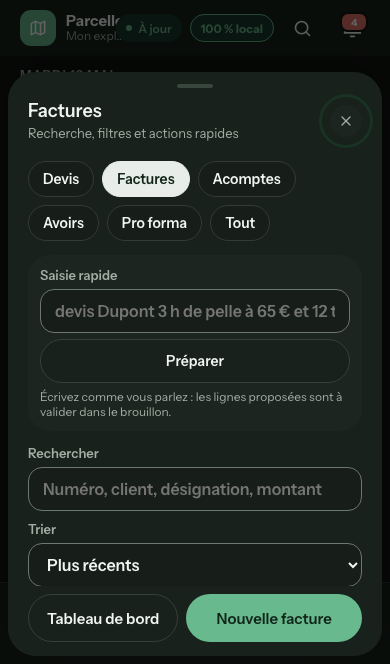 Parcelle
Mon expl...
À jour
100 % local
4
Factures
Recherche, filtres et actions rapides
Devis
Factures
Acomptes
Avoirs
Pro forma
Tout
Saisie rapide
devis Dupont 3 h de pelle à 65 € et 12 t
Préparer
Écrivez comme vous parlez : les lignes proposées sont à
valider dans le brouillon.
Rechercher
Numéro, client, désignation, montant
Trier
Plus récents
Tableau de bord
Nouvelle facture